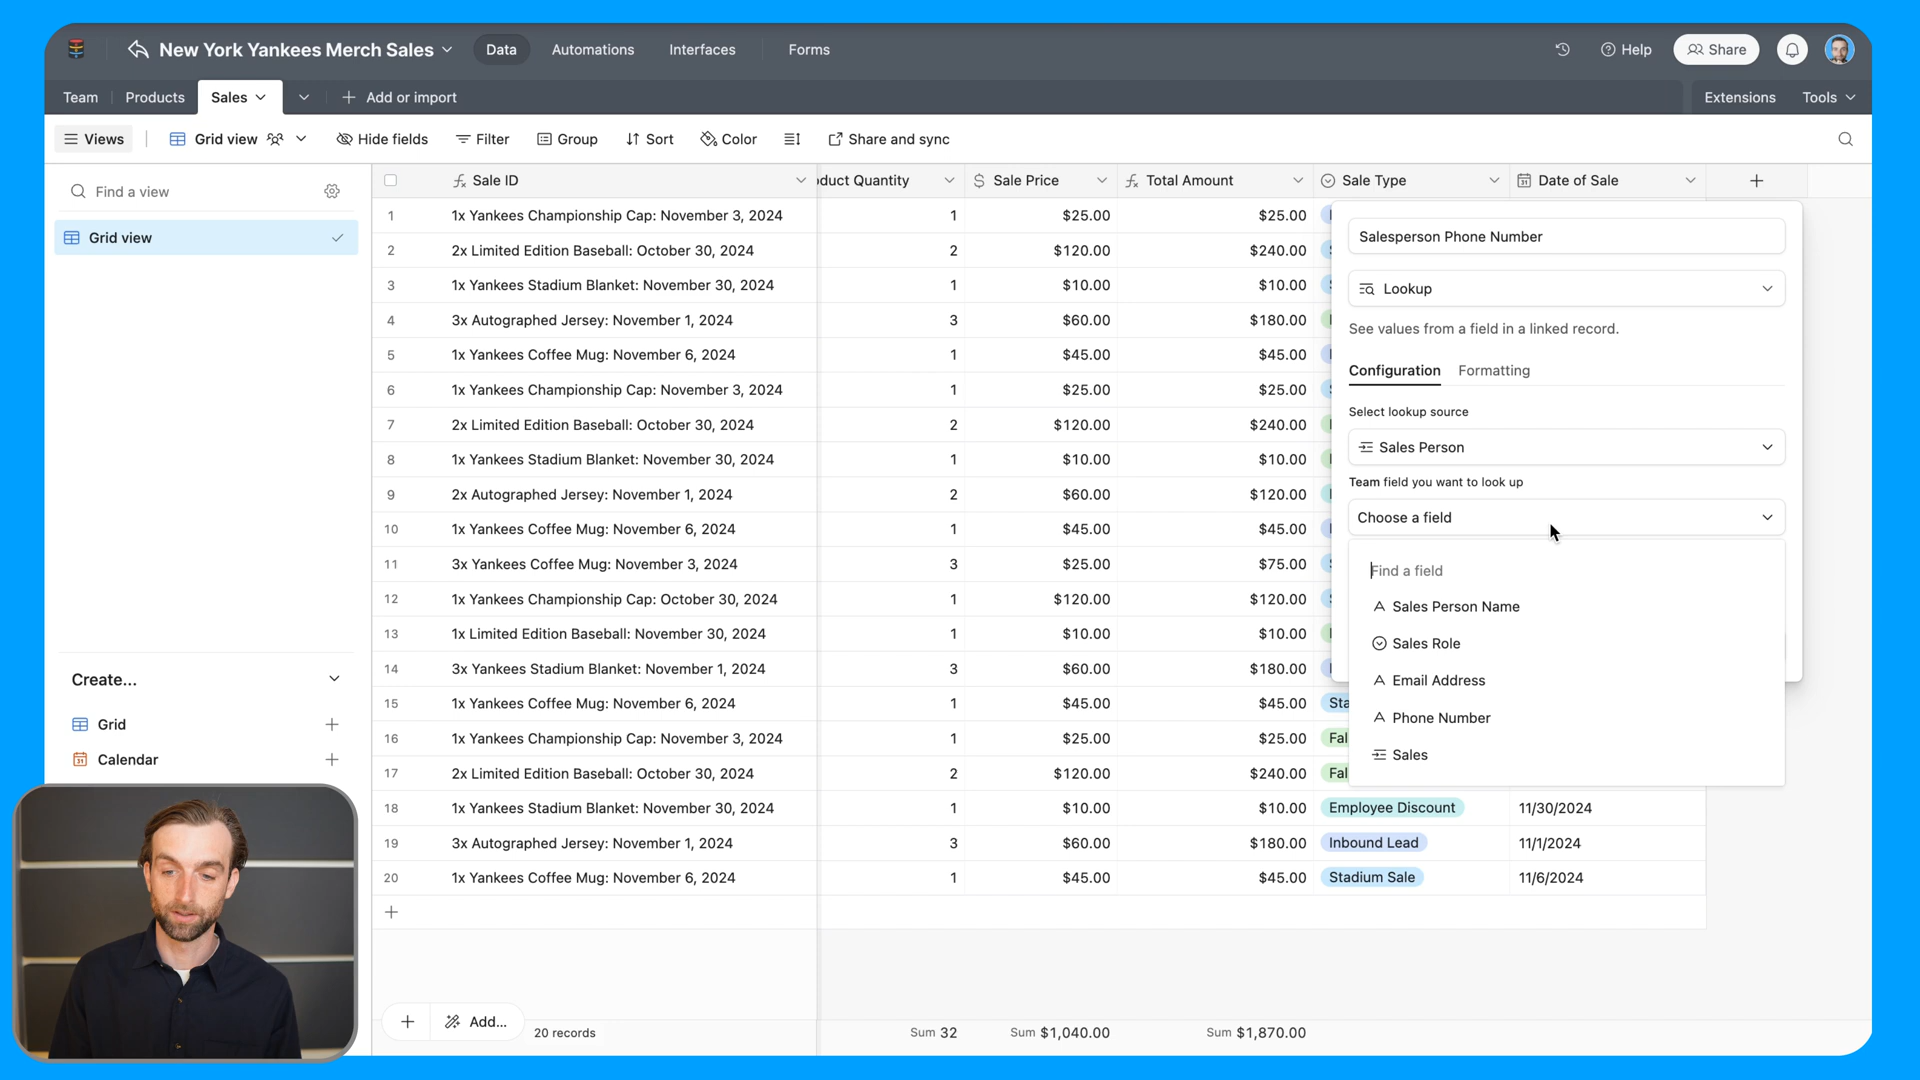 New York Yankees Merch Sales Data Automations Interfaces Forms Help Share
Team Products Sales Add or import Extensions Tools
Views Grid view Hide fields Filter Group Sort Color Share and sync
Find a view
Grid view
Create...
Grid
Calendar
Sale ID duct Quantity Sale Price Total Amount Sale Type Date of Sale
1 1x Yankees Championship Cap: November 3, 2024 1 $25.00 $25.00
2 2x Limited Edition Baseball: October 30, 2024 2 $120.00 $240.00
3 1x Yankees Stadium Blanket: November 30, 2024 1 $10.00 $10.00
4 3x Autographed Jersey: November 1, 2024 3 $60.00 $180.00
5 1x Yankees Coffee Mug: November 6, 2024 1 $45.00 $45.00
6 1x Yankees Championship Cap: November 3, 2024 1 $25.00 $25.00
7 2x Limited Edition Baseball: October 30, 2024 2 $120.00 $240.00
8 1x Yankees Stadium Blanket: November 30, 2024 1 $10.00 $10.00
9 2x Autographed Jersey: November 1, 2024 2 $60.00 $120.00
10 1x Yankees Coffee Mug: November 6, 2024 1 $45.00 $45.00
11 3x Yankees Coffee Mug: November 3, 2024 3 $25.00 $75.00
12 1x Yankees Championship Cap: October 30, 2024 1 $120.00 $120.00
13 1x Limited Edition Baseball: November 30, 2024 1 $10.00 $10.00
14 3x Yankees Stadium Blanket: November 1, 2024 3 $60.00 $180.00
15 1x Yankees Coffee Mug: November 6, 2024 1 $45.00 $45.00 Sta
16 1x Yankees Championship Cap: November 3, 2024 1 $25.00 $25.00 Fal
17 2x Limited Edition Baseball: October 30, 2024 2 $120.00 $240.00 Fal
18 1x Yankees Stadium Blanket: November 30, 2024 1 $10.00 $10.00 Employee Discount 11/30/2024
19 3x Autographed Jersey: November 1, 2024 3 $60.00 $180.00 Inbound Lead 11/1/2024
20 1x Yankees Coffee Mug: November 6, 2024 1 $45.00 $45.00 Stadium Sale 11/6/2024
Add... 20 records Sum 32 Sum $1,040.00 Sum $1,870.00
Salesperson Phone Number
Lookup
See values from a field in a linked record.
Configuration Formatting
Select lookup source
Sales Person
Team field you want to look up
Choose a field
Find a field
Sales Person Name
Sales Role
Email Address
Phone Number
Sales